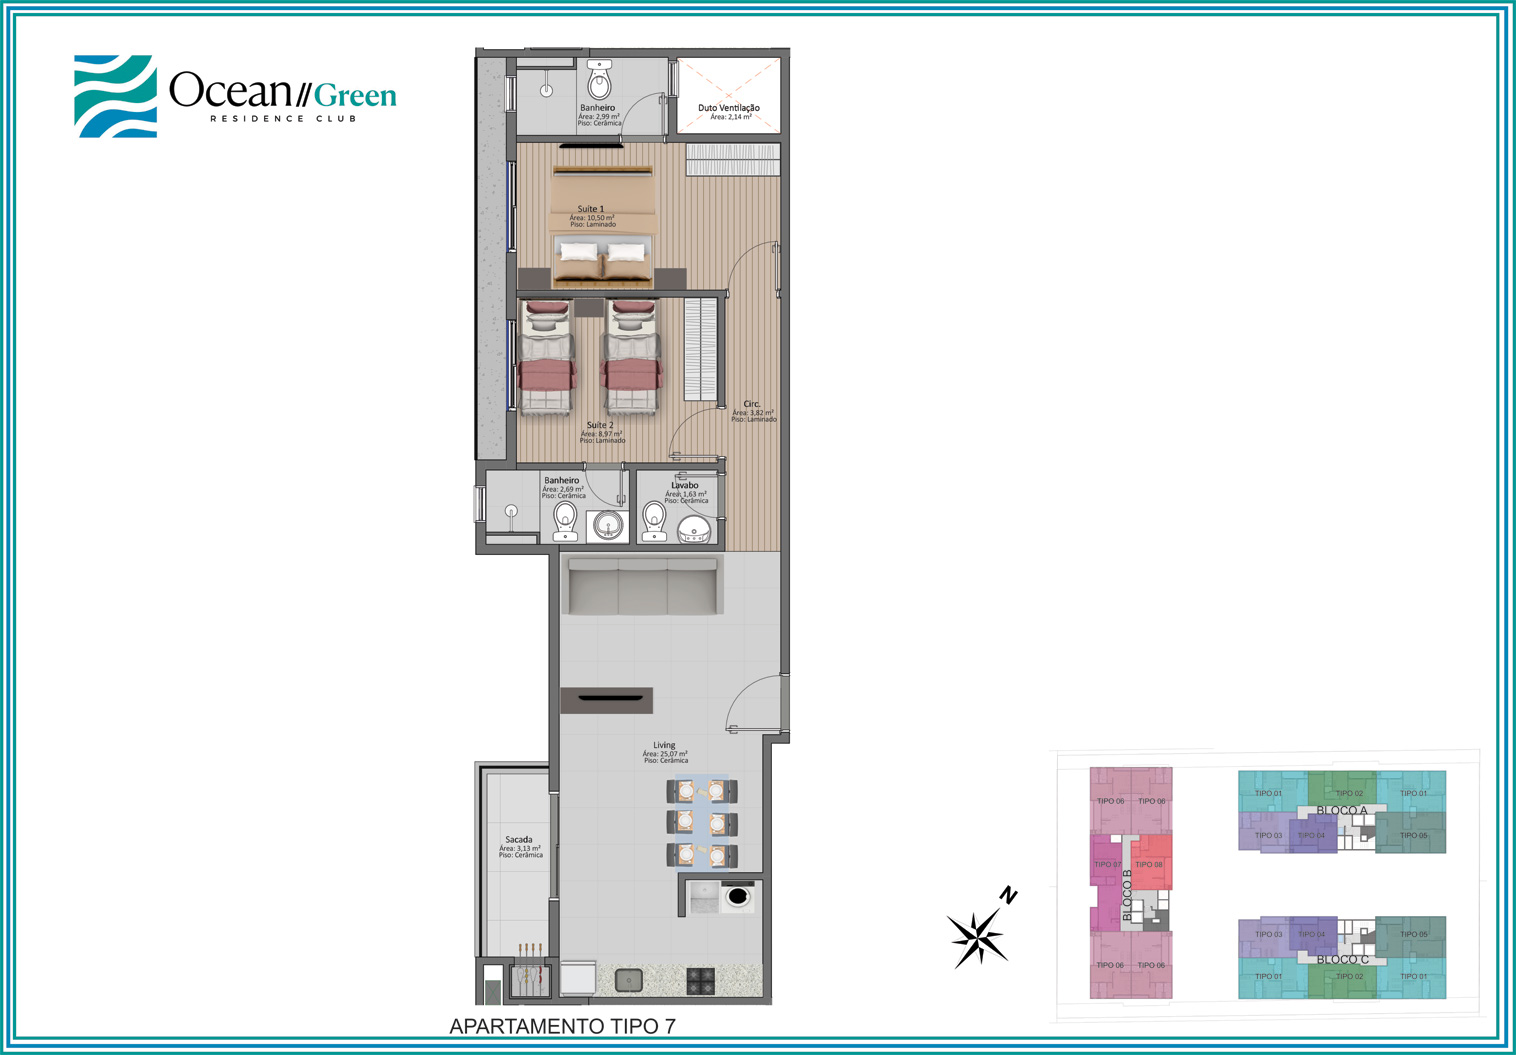 Ocean//Green
RESIDENCE CLUB
Banheiro
Área: 2,99 m²
Piso: Cerâmica
Duto Ventilação
Área: 2,14 m²
Suíte 1
Área: 10,50 m²
Piso: Laminado
Circ.
Área: 3,82 m²
Piso: Laminado
Suíte 2
Área: 8,97 m²
Piso: Laminado
Banheiro
Área: 2,69 m²
Piso: Cerâmica
Lavabo
Área: 1,63 m²
Piso: Cerâmica
Living
Área: 25,07 m²
Piso: Cerâmica
Sacada
Área: 3,13 m²
Piso: Cerâmica
APARTAMENTO TIPO 7
N
TIPO 06
TIPO 06
TIPO 07
TIPO 08
BLOCO B
TIPO 06
TIPO 06
TIPO 01
TIPO 02
TIPO 01
BLOCO A
TIPO 03
TIPO 04
TIPO 05
TIPO 03
TIPO 04
TIPO 05
BLOCO C
TIPO 01
TIPO 02
TIPO 01